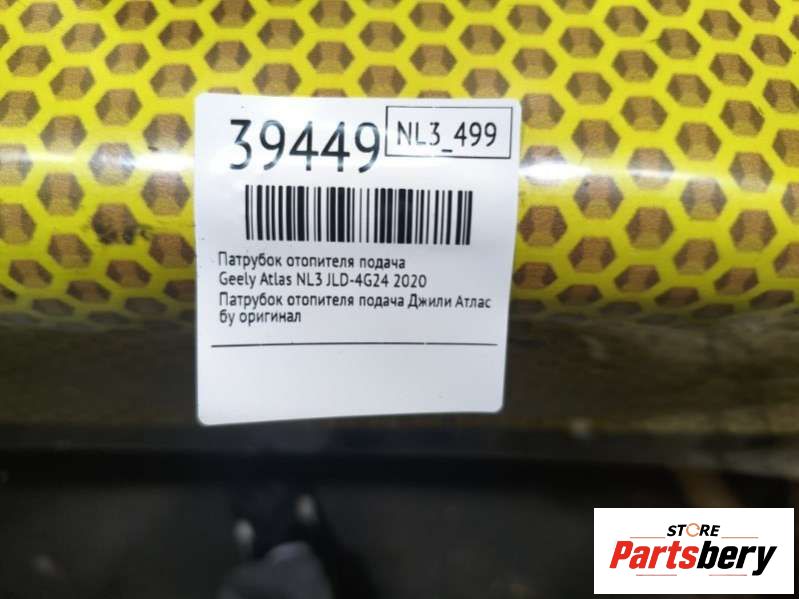 39449
NL3_499
Патрубок отопителя подача
Geely Atlas NL3 JLD-4G24 2020
Патрубок отопителя подача Джили Атлас
бу оригинал
STORE
Partsbery